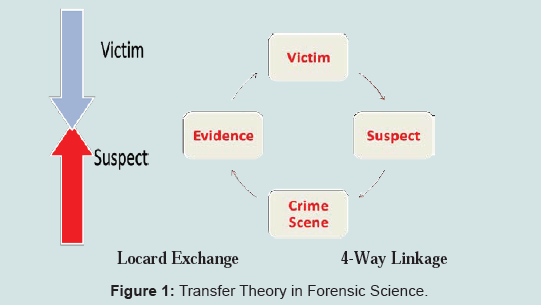 Victim
Suspect
Victim
Evidence
Suspect
Crime
Scene
Locard Exchange
4-Way Linkage
Figure 1: Transfer Theory in Forensic Science.